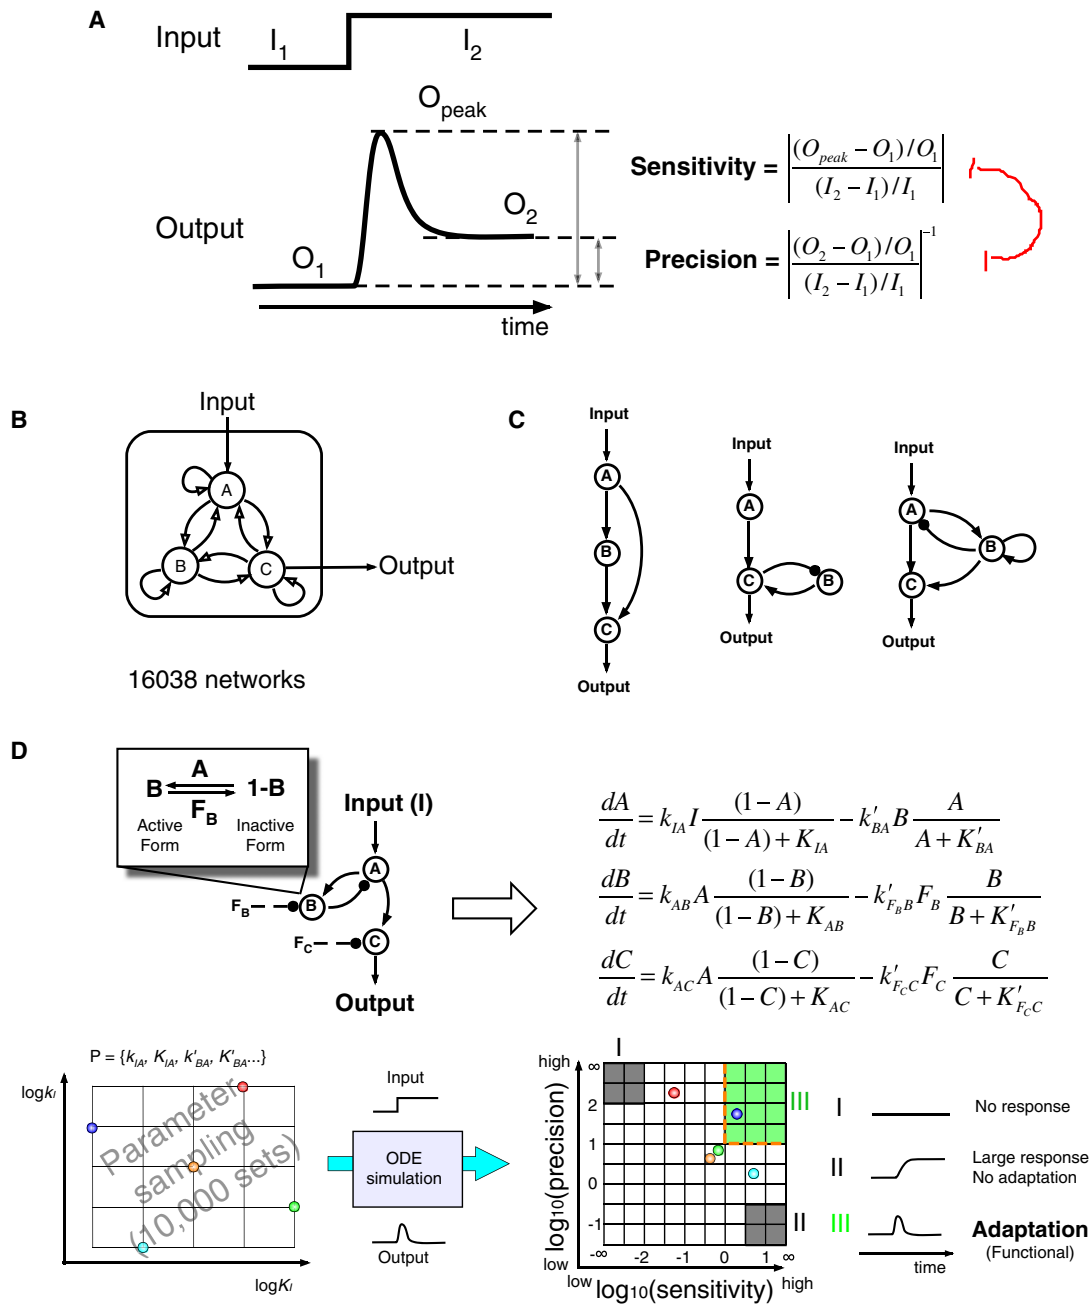 A
Input
I1
I2
Opeak
Output
O1
O2
time
Sensitivity = |((Opeak − O1)/O1) / ((I2 − I1)/I1)|
Precision = |((O2 − O1)/O1) / ((I2 − I1)/I1)|^−1
B
Input
A
B
C
Output
16038 networks
C
Input
A
B
C
Output
Input
A
C
B
Output
Input
A
B
C
Output
D
A
B 1-B
FB
Active Form
Inactive Form
Input (I)
A
FB
B
FC
C
Output
dA/dt = kIA I (1−A)/((1−A)+KIA) − k′BA B A/(A+K′BA)
dB/dt = kAB A (1−B)/((1−B)+KAB) − k′FBB FB B/(B+K′FBB)
dC/dt = kAC A (1−C)/((1−C)+KAC) − k′FCC FC C/(C+K′FCC)
P = {kIA, KIA, k'BA, K'BA...}
logkI
Parameter
sampling
(10,000 sets)
logKI
Input
ODE
simulation
Output
I
high
∞
2
1
0
-1
log10(precision)
low
-∞ -2 -1 0 1 ∞
low
log10(sensitivity)
high
III
II
I
No response
II
Large response
No adaptation
III
Adaptation
(Functional)
time